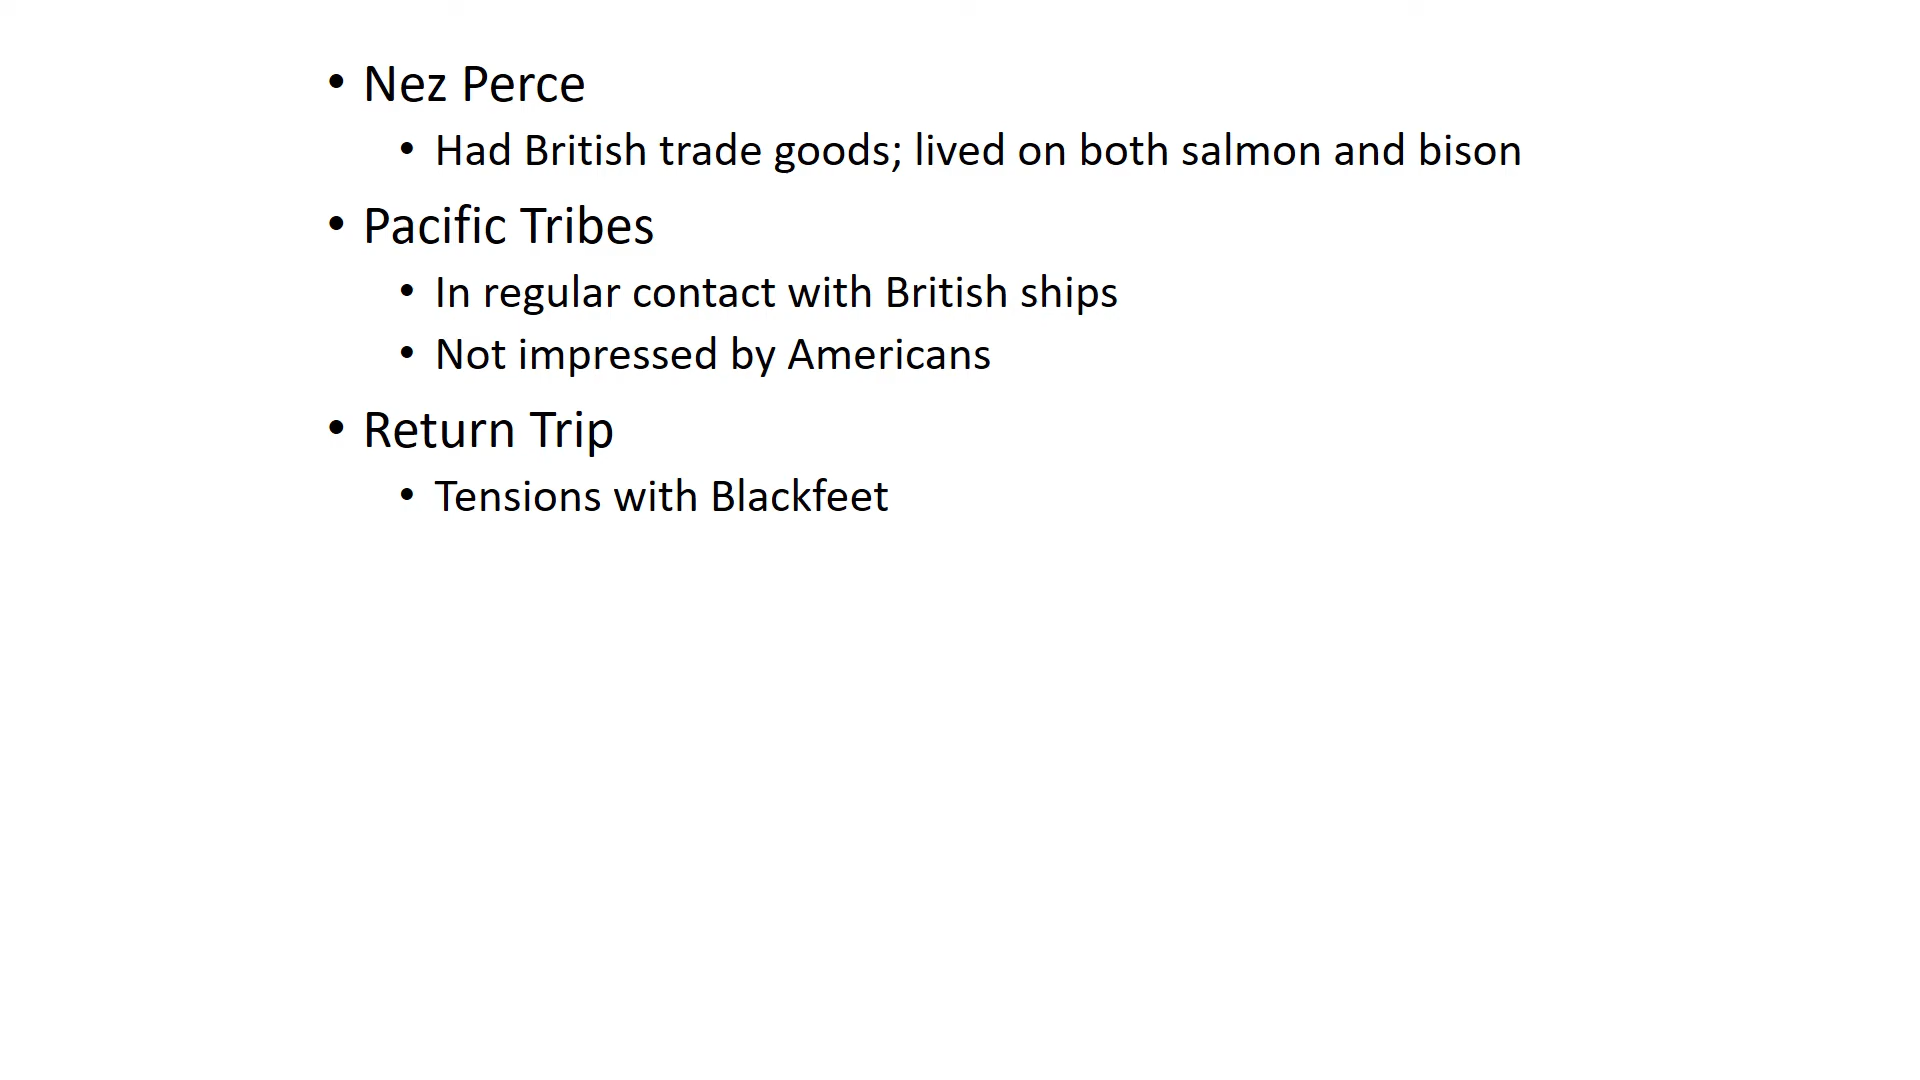 • Nez Perce
• Had British trade goods; lived on both salmon and bison
• Pacific Tribes
• In regular contact with British ships
• Not impressed by Americans
• Return Trip
• Tensions with Blackfeet